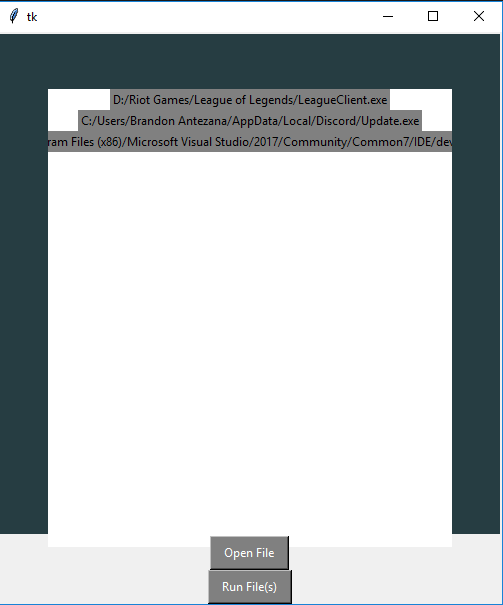 tk
D:/Riot Games/League of Legends/LeagueClient.exe
C:/Users/Brandon Antezana/AppData/Local/Discord/Update.exe
ram Files (x86)/Microsoft Visual Studio/2017/Community/Common7/IDE/dev
Open File
Run File(s)